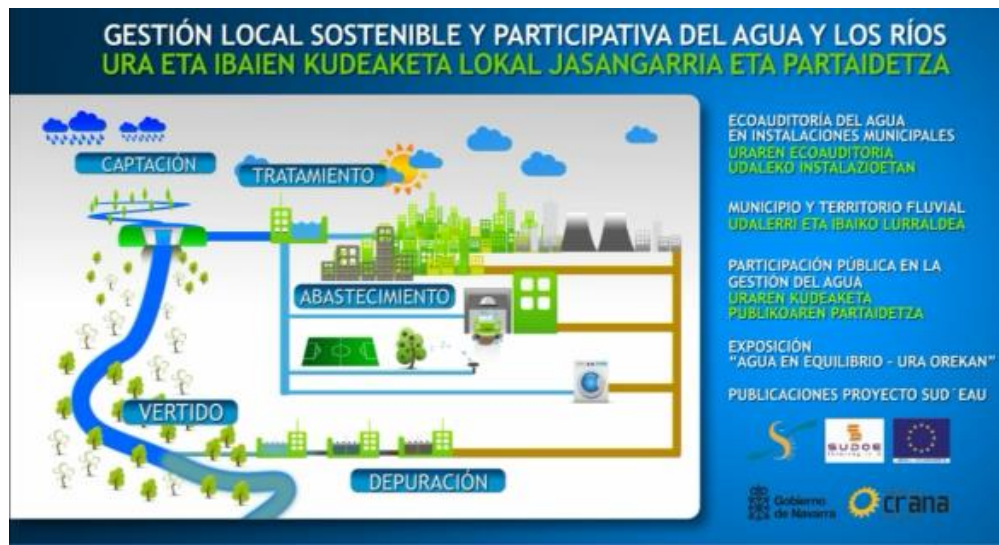 GESTIÓN LOCAL SOSTENIBLE Y PARTICIPATIVA DEL AGUA Y LOS RÍOS
URA ETA IBAIEN KUDEAKETA LOKAL JASANGARRIA ETA PARTAIDETZA
CAPTACIÓN
TRATAMIENTO
ABASTECIMIENTO
VERTIDO
DEPURACIÓN
ECOAUDITORÍA DEL AGUA
EN INSTALACIONES MUNICIPALES
URAREN ECOAUDITORIA
UDALEKO INSTALAZIOETAN
MUNICIPIO Y TERRITORIO FLUVIAL
UDALERRI ETA IBAIKO LURRALDEA
PARTICIPACIÓN PÚBLICA EN LA
GESTIÓN DEL AGUA
URAREN KUDEAKETA
PUBLIKOAREN PARTAIDETZA
EXPOSICIÓN
"AGUA EN EQUILIBRIO - URA OREKAN"
PUBLICACIONES PROYECTO SUD´EAU
SUDOE
Gobierno
de Navarra
crana